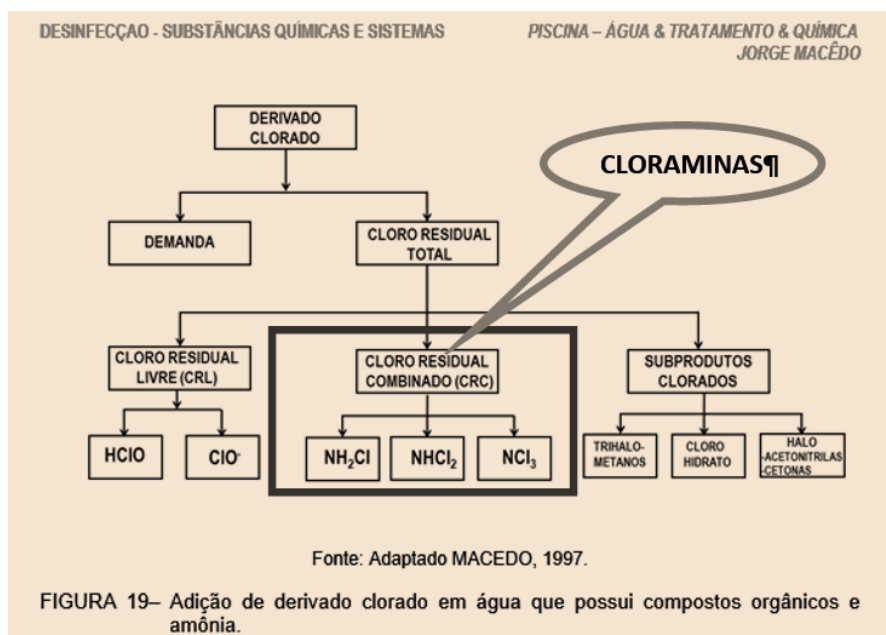 DESINFECÇAO - SUBSTÂNCIAS QUÍMICAS E SISTEMAS
PISCINA – ÁGUA & TRATAMENTO & QUÍMICA
JORGE MACÊDO
DERIVADO
CLORADO
CLORAMINAS¶
DEMANDA
CLORO RESIDUAL
TOTAL
CLORO RESIDUAL
LIVRE (CRL)
CLORO RESIDUAL
COMBINADO (CRC)
SUBPRODUTOS
CLORADOS
HClO
ClO⁻
NH₂Cl
NHCl₂
NCl₃
TRIHALO-
METANOS
CLORO
HIDRATO
HALO
-ACETONITRILAS
-CETONAS
Fonte: Adaptado MACEDO, 1997.
FIGURA 19– Adição de derivado clorado em água que possui compostos orgânicos e
amônia.